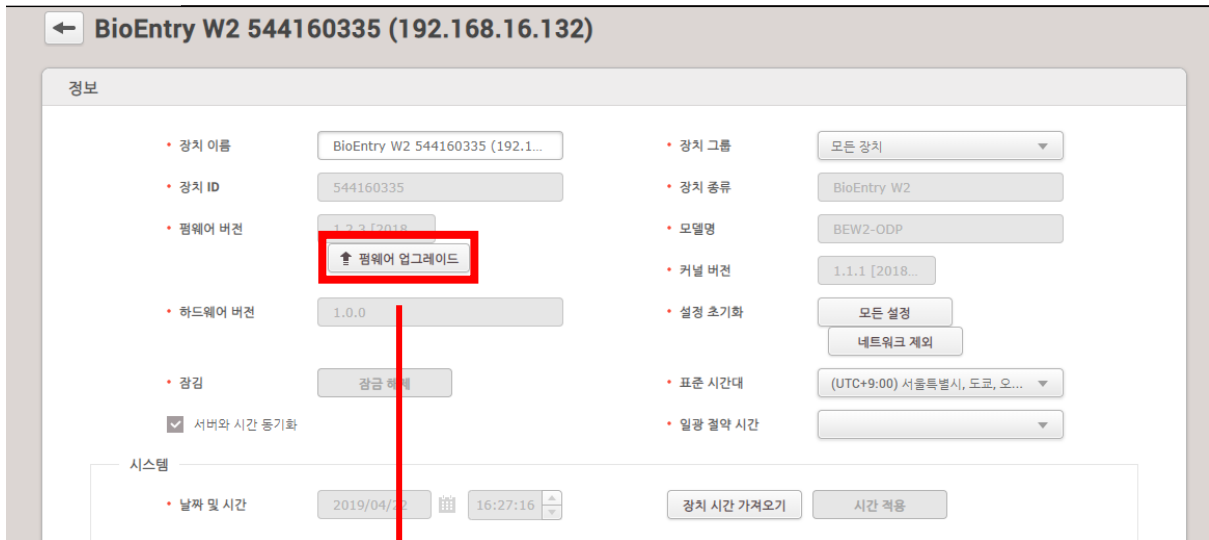 BioEntry W2 544160335 (192.168.16.132)
정보
장치 이름 BioEntry W2 544160335 (192.1... 장치 그룹 모든 장치
장치 ID 544160335 장치 종류 BioEntry W2
펌웨어 버전 1.2.3 [2018... 모델명 BEW2-ODP
펌웨어 업그레이드 커널 버전 1.1.1 [2018...
하드웨어 버전 1.0.0 설정 초기화 모든 설정
네트워크 제외
잠김 잠금 해제 표준 시간대 (UTC+9:00) 서울특별시, 도쿄, 오...
서버와 시간 동기화 일광 절약 시간
시스템
날짜 및 시간 2019/04/22 16:27:16 장치 시간 가져오기 시간 적용